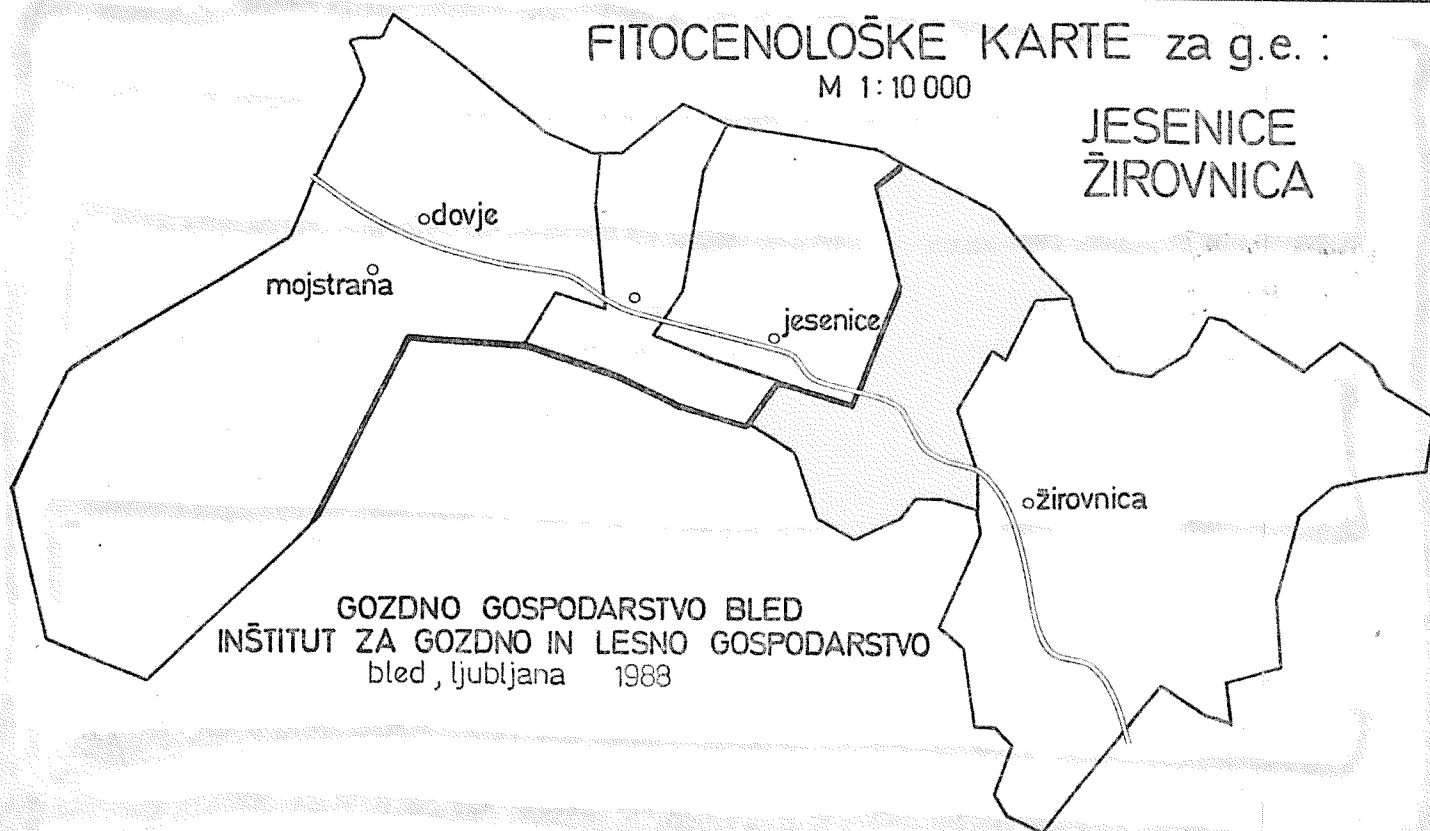 FITOCENOLOŠKE KARTE za g.e. :
M 1:10 000
JESENICE
ŽIROVNICA
dovje
mojstrana
jesenice
žirovnica
GOZDNO GOSPODARSTVO BLED
INŠTITUT ZA GOZDNO IN LESNO GOSPODARSTVO
bled, ljubljana 1988